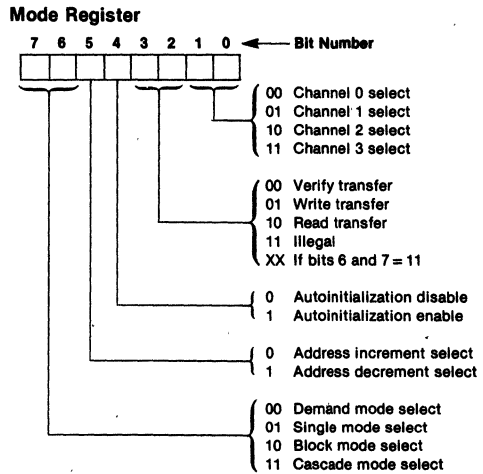 Mode Register
7 6 5 4 3 2 1 0 Bit Number
00 Channel 0 select
01 Channel 1 select
10 Channel 2 select
11 Channel 3 select
00 Verify transfer
01 Write transfer
10 Read transfer
11 Illegal
XX If bits 6 and 7 = 11
0 Autoinitialization disable
1 Autoinitialization enable
0 Address increment select
1 Address decrement select
00 Demand mode select
01 Single mode select
10 Block mode select
11 Cascade mode select